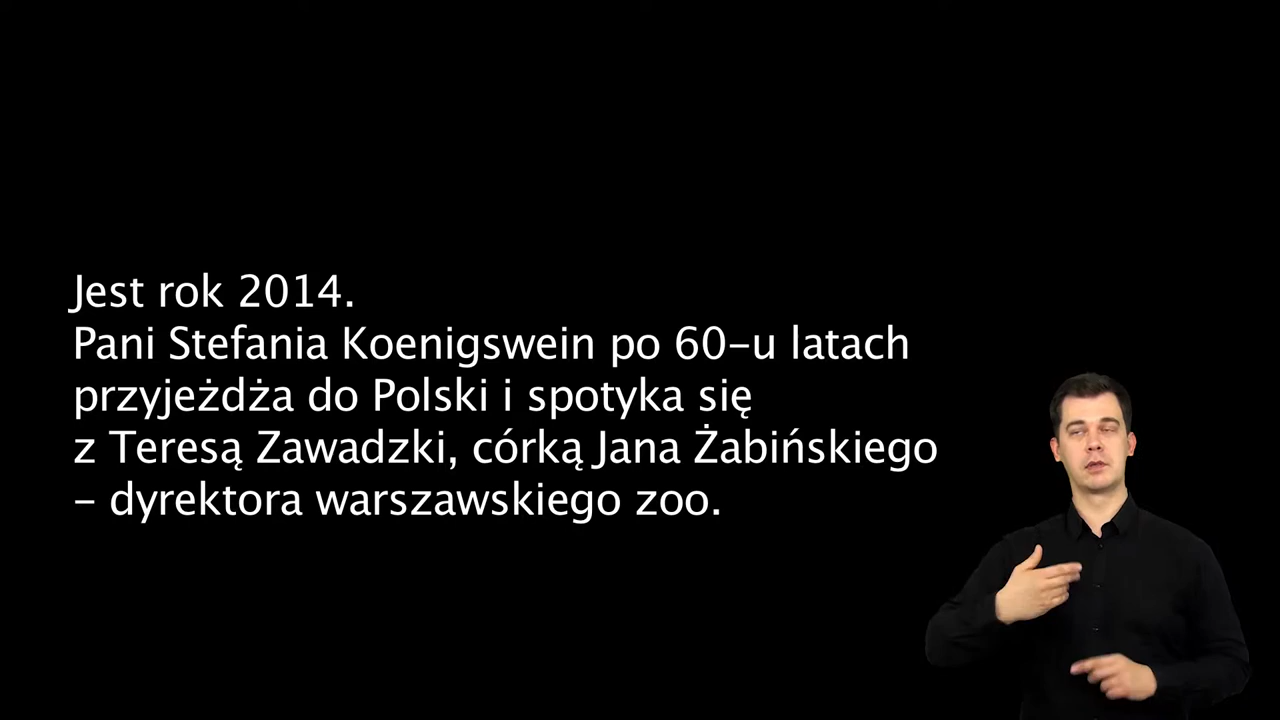 Jest rok 2014.
Pani Stefania Koenigswein po 60-u latach
przyjeżdża do Polski i spotyka się
z Teresą Zawadzki, córką Jana Żabińskiego
– dyrektora warszawskiego zoo.